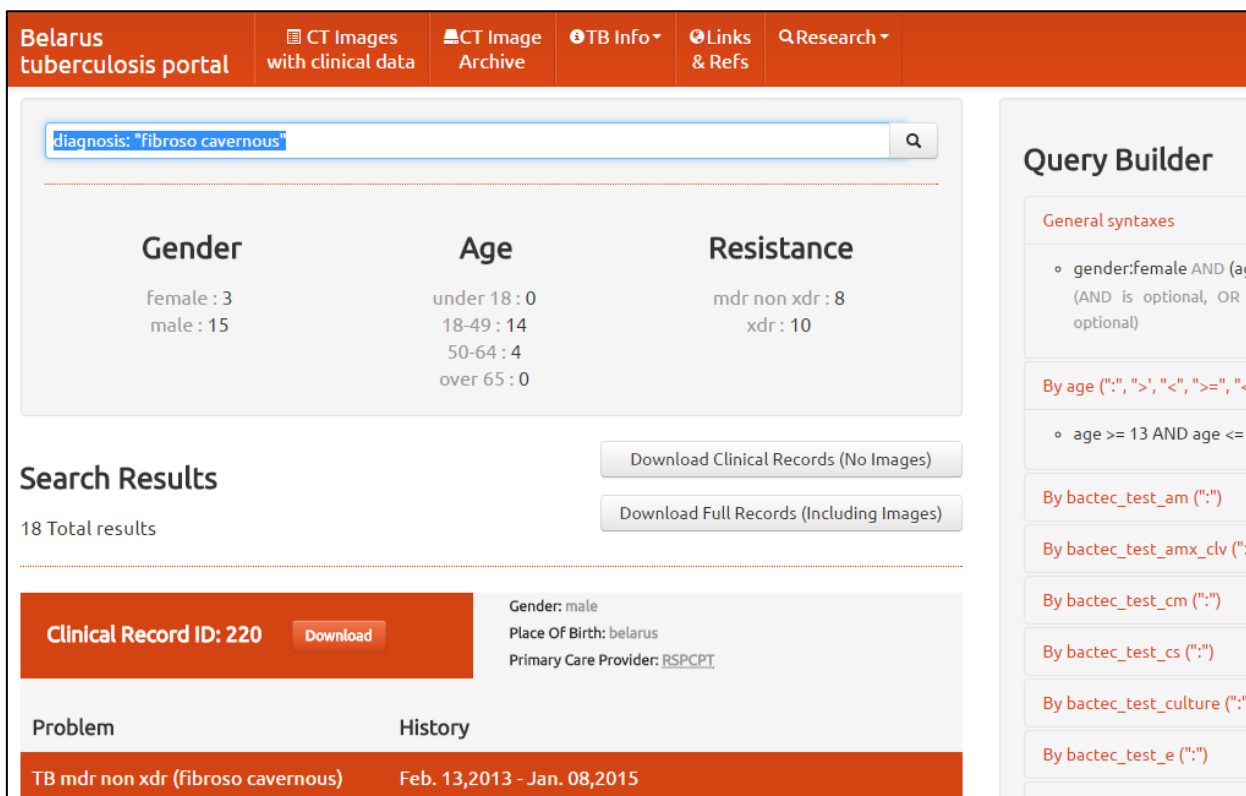 Belarus
tuberculosis portal
CT Images
with clinical data
CT Image
Archive
TB Info
Links
& Refs
Research
diagnosis: "fibroso cavernous"
Gender
female : 3
male : 15
Age
under 18 : 0
18-49 : 14
50-64 : 4
over 65 : 0
Resistance
mdr non xdr : 8
xdr : 10
Search Results
18 Total results
Download Clinical Records (No Images)
Download Full Records (Including Images)
Clinical Record ID: 220
Download
Gender: male
Place Of Birth: belarus
Primary Care Provider: RSPCPT
Problem
History
TB mdr non xdr (fibroso cavernous)
Feb. 13,2013 - Jan. 08,2015
Query Builder
General syntaxes
gender:female AND
(AND is optional, OR
optional)
By age (":", ">', "<", ">=",
age >= 13 AND age <=
By bactec_test_am (":")
By bactec_test_amx_clv
By bactec_test_cm (":")
By bactec_test_cs (":")
By bactec_test_culture (":"
By bactec_test_e (":")